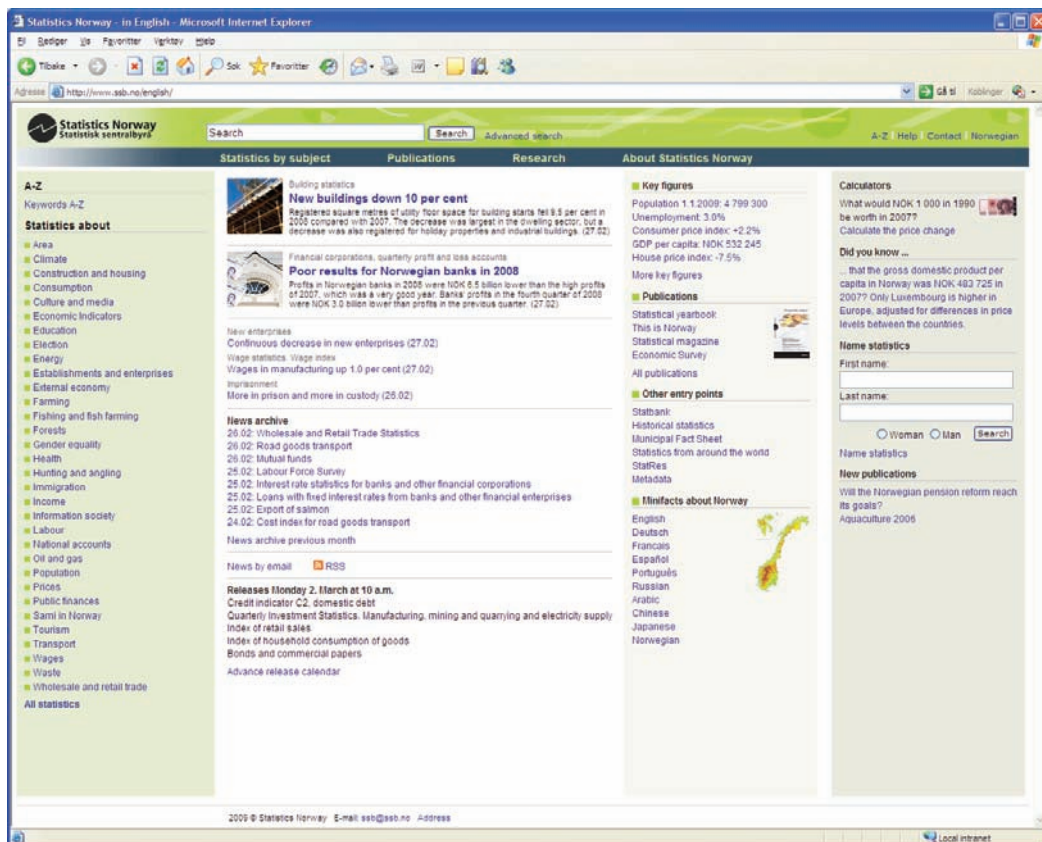 Statistics Norway - in English - Microsoft Internet Explorer
Fil Rediger Vis Favoritter Verktøy Hjelp
Tilbake Søk Favoritter
Adresse http://www.ssb.no/english/ Gå til Koblinger
Statistics Norway
Statistisk sentralbyrå
Search Search Advanced search
A-Z Help Contact Norwegian
Statistics by subject Publications Research About Statistics Norway
A-Z
Keywords A-Z
Statistics about
Area
Climate
Construction and housing
Consumption
Culture and media
Economic Indicators
Education
Election
Energy
Establishments and enterprises
External economy
Farming
Fishing and fish farming
Forests
Gender equality
Health
Hunting and angling
Immigration
Income
Information society
Labour
National accounts
Oil and gas
Population
Prices
Public finances
Sami in Norway
Tourism
Transport
Wages
Waste
Wholesale and retail trade
All statistics
Building statistics
New buildings down 10 per cent
Registered square metres of utility floor space for building starts fell 9.5 per cent in
2008 compared with 2007. The decrease was largest in the dwelling sector, but a
decrease was also registered for holiday properties and industrial buildings. (27.02)
Financial corporations, quarterly profit and loss accounts
Poor results for Norwegian banks in 2008
Profits in Norwegian banks in 2008 were NOK 6.5 billion lower than the high profits
of 2007, which was a very good year. Banks' profits in the fourth quarter of 2008
were NOK 3.0 billion lower than profits in the previous quarter. (27.02)
New enterprises
Continuous decrease in new enterprises (27.02)
Wage statistics. Wage index
Wages in manufacturing up 1.0 per cent (27.02)
Imprisonment
More in prison and more in custody (26.02)
News archive
26.02: Wholesale and Retail Trade Statistics
26.02: Road goods transport
26.02: Mutual funds
25.02: Labour Force Survey
25.02: Interest rate statistics for banks and other financial corporations
25.02: Loans with fixed interest rates from banks and other financial enterprises
25.02: Export of salmon
24.02: Cost index for road goods transport
News archive previous month
News by email RSS
Releases Monday 2. March at 10 a.m.
Credit indicator C2, domestic debt
Quarterly Investment Statistics. Manufacturing, mining and quarrying and electricity supply
Index of retail sales
Index of household consumption of goods
Bonds and commercial papers
Advance release calendar
Key figures
Population 1.1.2009: 4 799 300
Unemployment: 3.0%
Consumer price index: +2.2%
GDP per capita: NOK 532 245
House price index: -7.5%
More key figures
Publications
Statistical yearbook
This is Norway
Statistical magazine
Economic Survey
All publications
Other entry points
Statbank
Historical statistics
Municipal Fact Sheet
Statistics from around the world
StatRes
Metadata
Minifacts about Norway
English
Deutsch
Francais
Español
Português
Russian
Arabic
Chinese
Japanese
Norwegian
Calculators
What would NOK 1 000 in 1990
be worth in 2007?
Calculate the price change
Did you know ...
... that the gross domestic product per
capita in Norway was NOK 483 725 in
2007? Only Luxembourg is higher in
Europe, adjusted for differences in price
levels between the countries.
Name statistics
First name:
Last name:
Woman Man Search
Name statistics
New publications
Will the Norwegian pension reform reach
its goals?
Aquaculture 2006
2009 © Statistics Norway E-mail: ssb@ssb.no Address
Local intranet